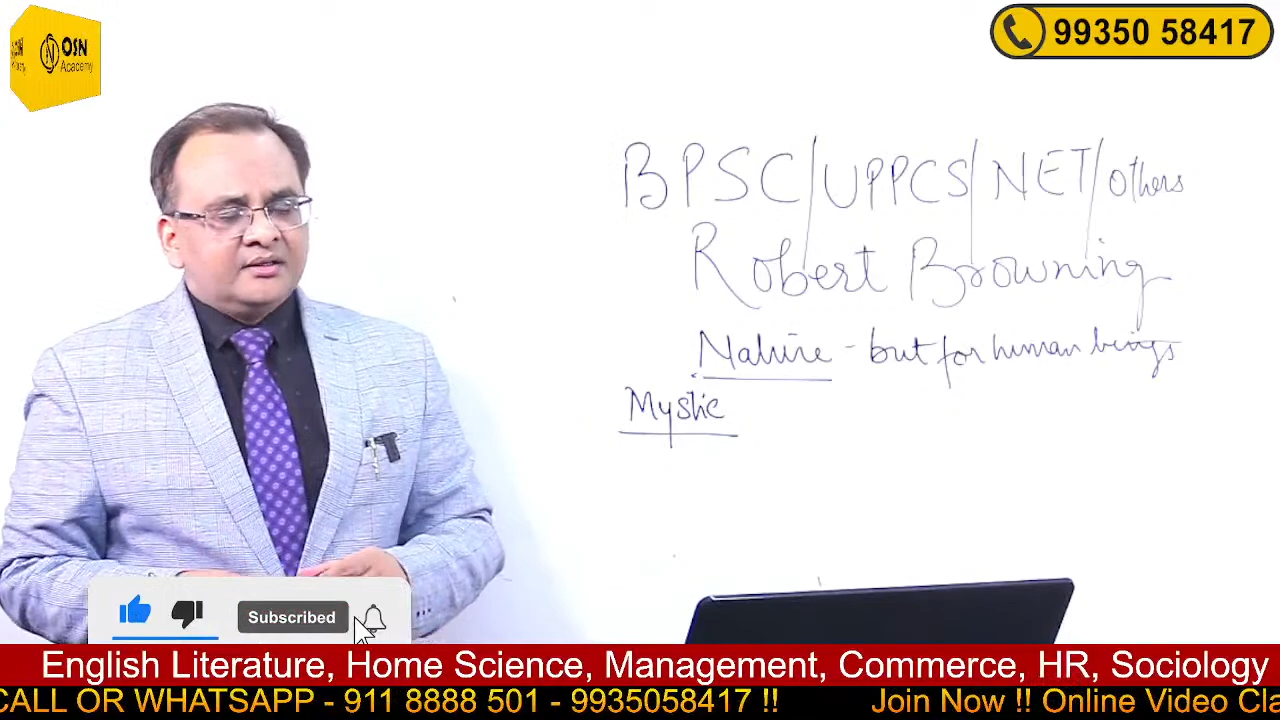 OSN
Academy
99350 58417
BPSC/UPPCS/NET/others
Robert Browning
Nature - but for human beings
Mystic
Subscribed
English Literature, Home Science, Management, Commerce, HR, Sociology
CALL OR WHATSAPP - 911 8888 501 - 9935058417 !! Join Now !! Online Video Cla